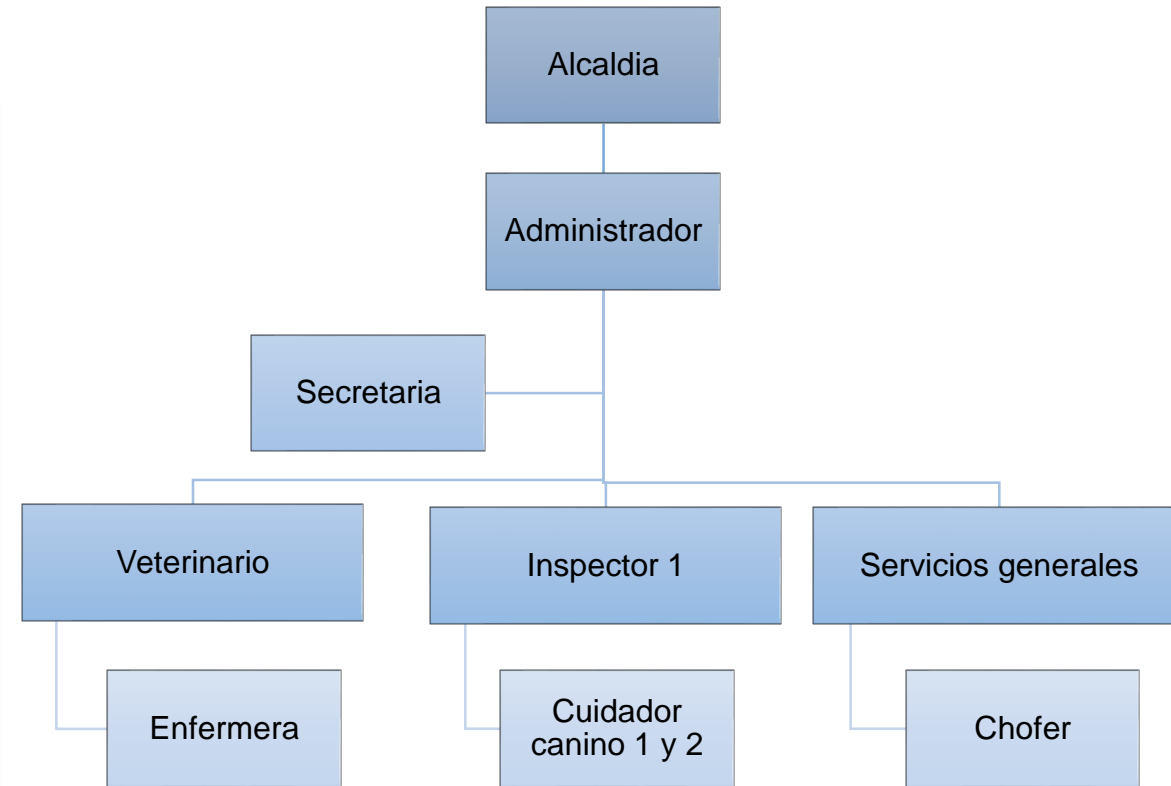 Alcaldia
Administrador
Secretaria
Veterinario
Inspector 1
Servicios generales
Enfermera
Cuidador
canino 1 y 2
Chofer